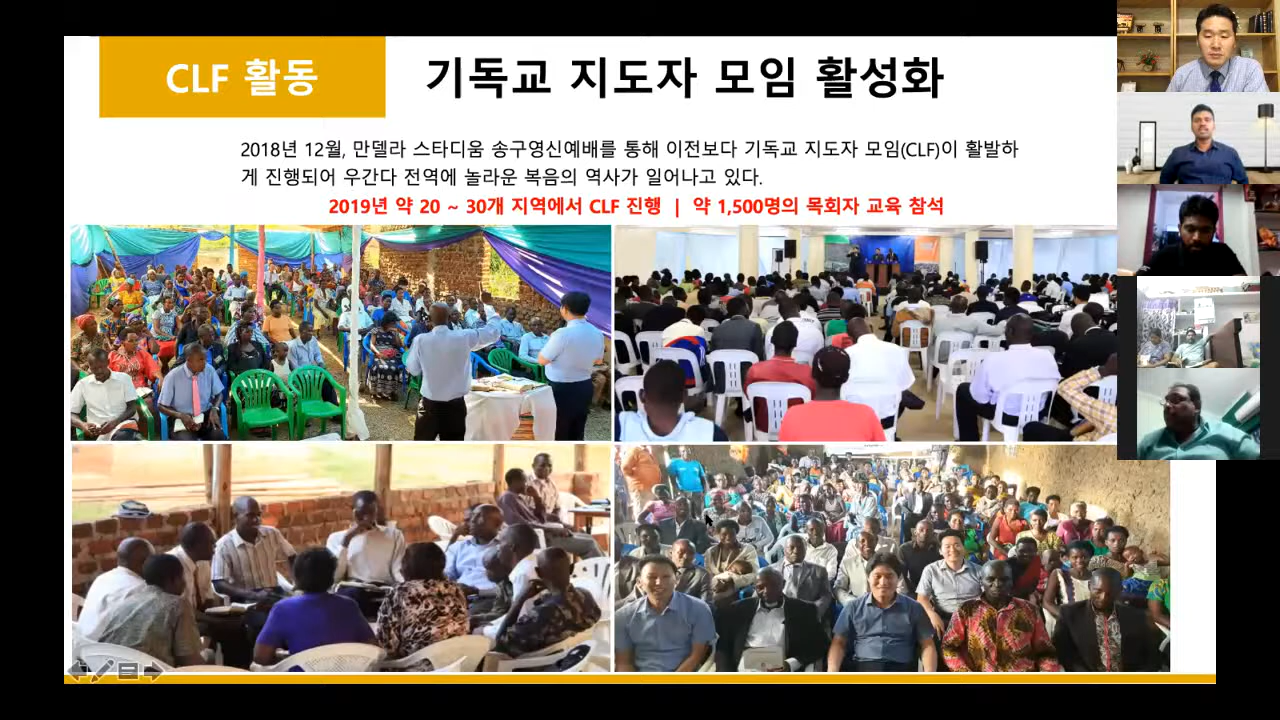 CLF 활동
기독교 지도자 모임 활성화
2018년 12월, 만델라 스타디움 송구영신예배를 통해 이전보다 기독교 지도자 모임(CLF)이 활발하
게 진행되어 우간다 전역에 놀라운 복음의 역사가 일어나고 있다.
2019년 약 20 ~ 30개 지역에서 CLF 진행 | 약 1,500명의 목회자 교육 참석